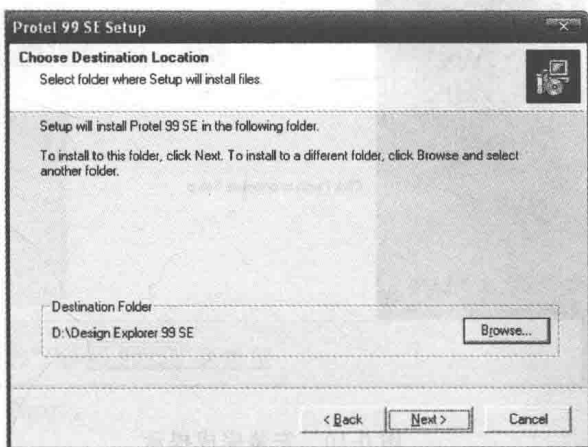 Protel 99 SE Setup
Choose Destination Location
Select folder where Setup will install files.
Setup will install Protel 99 SE in the following folder.
To install to this folder, click Next. To install to a different folder, click Browse and select
another folder.
Destination Folder
D:\Design Explorer 99 SE
Browse...
< Back
Next >
Cancel